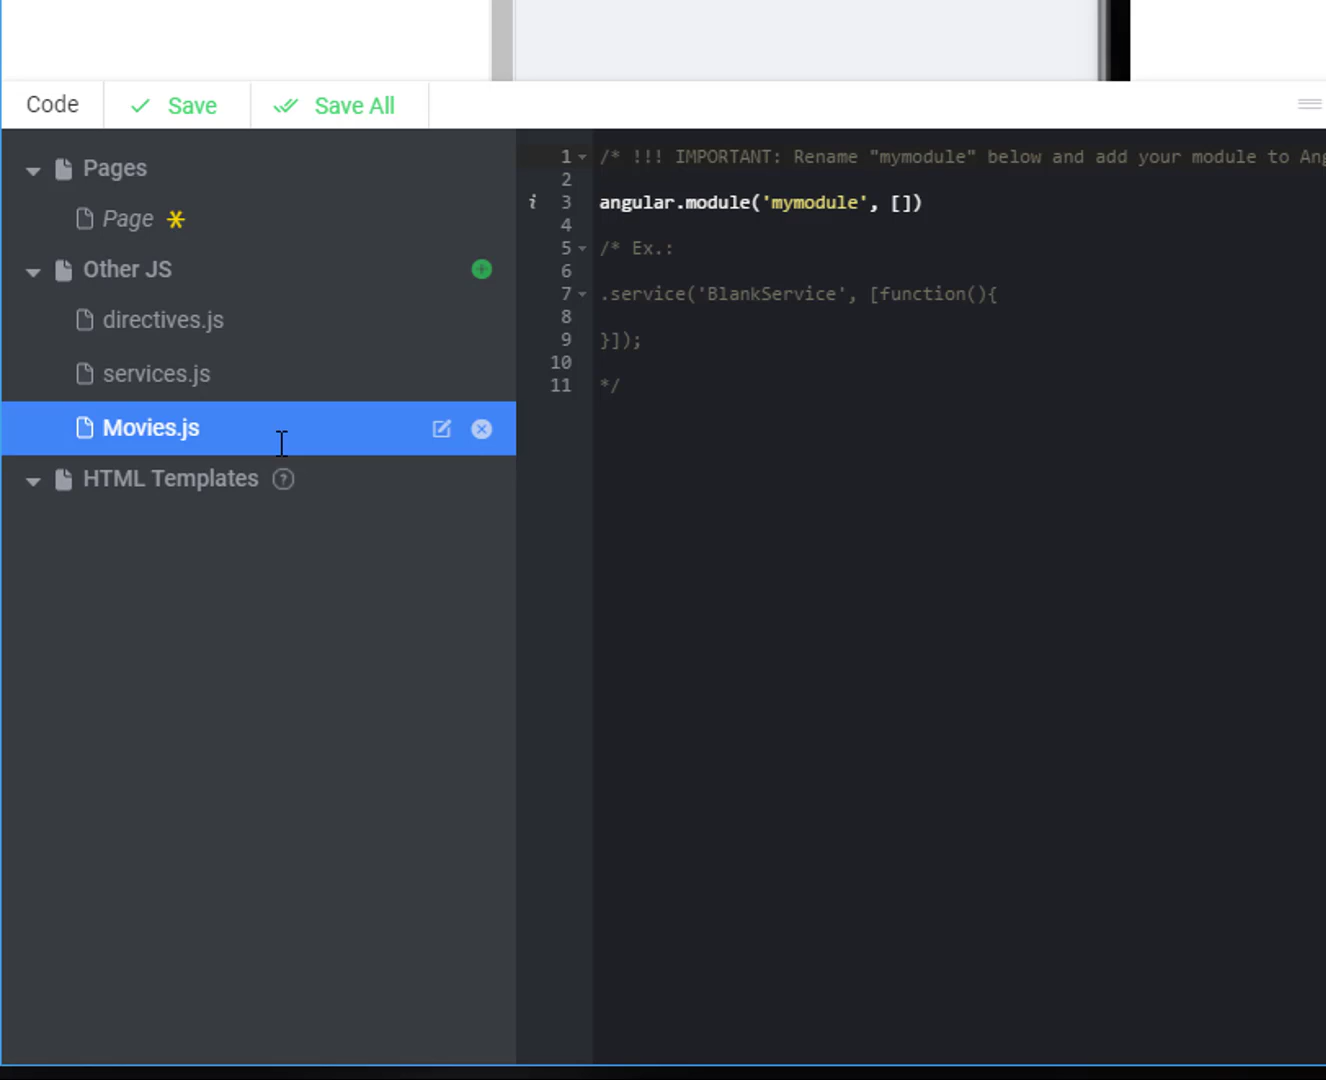 Code
Save
Save All
Pages
Page
Other JS
directives.js
services.js
Movies.js
HTML Templates ?
i
1 /* !!! IMPORTANT: Rename "mymodule" below and add your module to
2
3 angular.module('mymodule', [])
4
5 /* Ex.:
6
7 .service('BlankService', [function(){
8
9 }]);
10
11 */